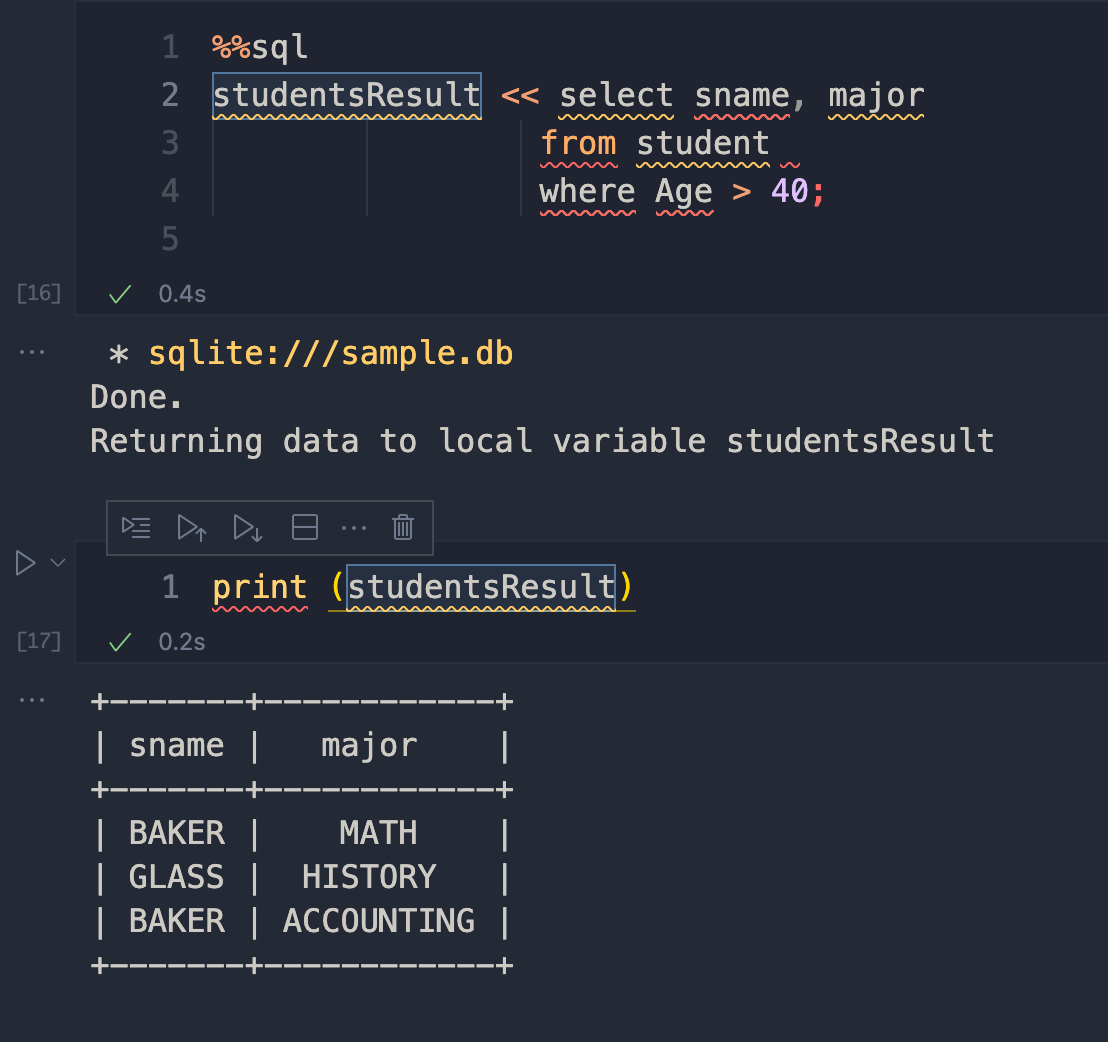 1 %%sql
2 studentsResult << select sname, major
3 from student
4 where Age > 40;
5
[16] ✓ 0.4s
... * sqlite:///sample.db
Done.
Returning data to local variable studentsResult
...
1 print (studentsResult)
[17] ✓ 0.2s
... +-------+------------+
| sname |   major    |
+-------+------------+
| BAKER |    MATH    |
| GLASS |  HISTORY   |
| BAKER | ACCOUNTING |
+-------+------------+